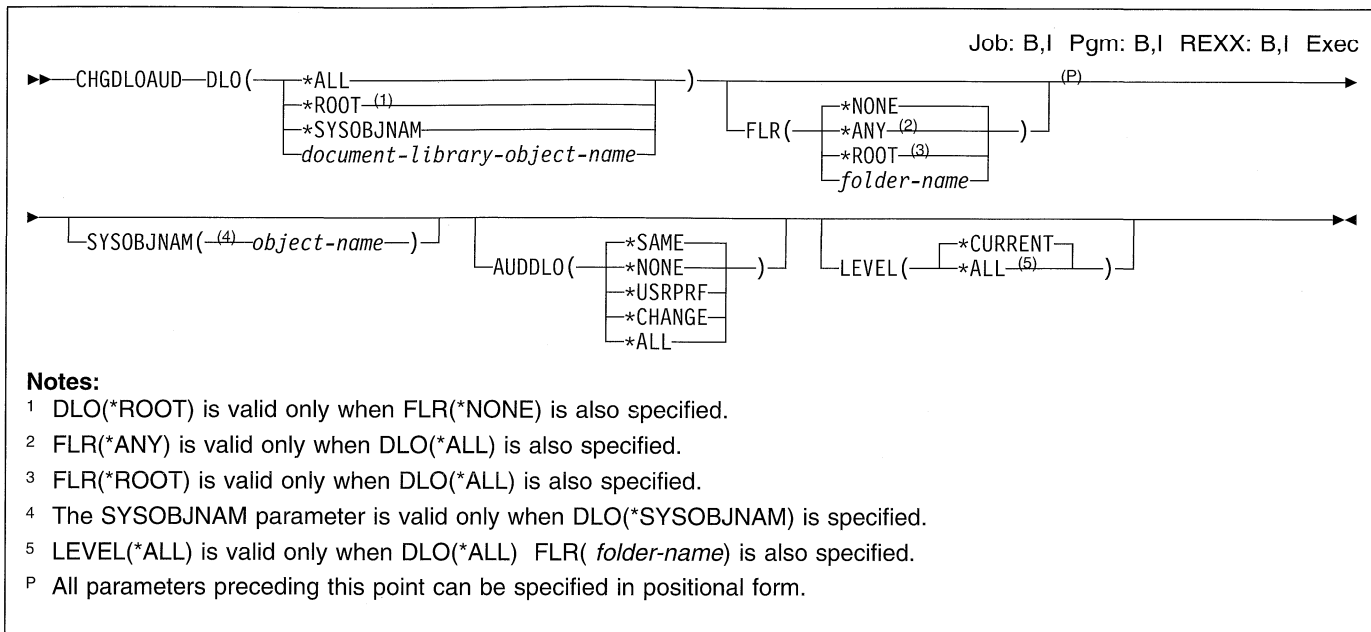 Job: B,I Pgm: B,I REXX: B,I Exec
CHGDLOAUD DLO( *ALL ) (P)
*ROOT (1)
*SYSOBJNAM
document-library-object-name
FLR( *NONE )
*ANY (2)
*ROOT (3)
folder-name
SYSOBJNAM( (4) object-name )
AUDDLO( *SAME )
*NONE
*USRPRF
*CHANGE
*ALL
LEVEL( *CURRENT )
*ALL (5)
Notes:
1 DLO(*ROOT) is valid only when FLR(*NONE) is also specified.
2 FLR(*ANY) is valid only when DLO(*ALL) is also specified.
3 FLR(*ROOT) is valid only when DLO(*ALL) is also specified.
4 The SYSOBJNAM parameter is valid only when DLO(*SYSOBJNAM) is specified.
5 LEVEL(*ALL) is valid only when DLO(*ALL) FLR( folder-name) is also specified.
P All parameters preceding this point can be specified in positional form.